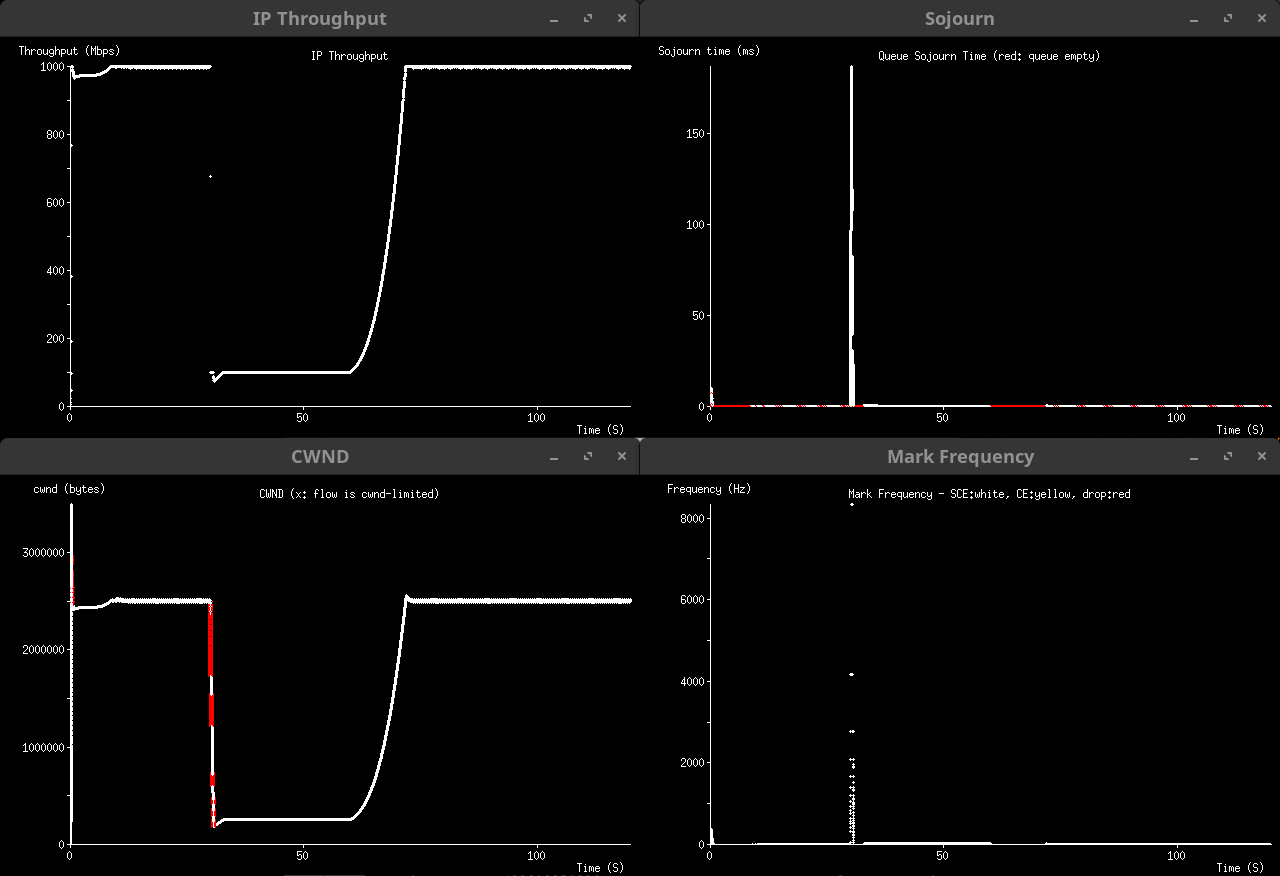 IP Throughput
Throughput (Mbps)
IP Throughput
1000
800
600
400
200
0
0
50
100
Time (S)
Sojourn
Sojourn time (ms)
Queue Sojourn Time (red: queue empty)
150
100
50
0
0
50
100
Time (S)
CWND
cwnd (bytes)
CWND (x: flow is cwnd-limited)
3000000
2000000
1000000
0
0
50
100
Time (S)
Mark Frequency
Frequency (Hz)
Mark Frequency - SCE:white, CE:yellow, drop:red
8000
6000
4000
2000
0
0
50
100
Time (S)